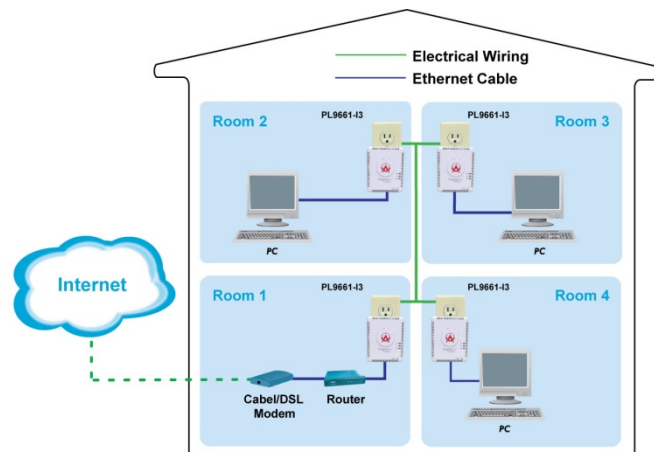 Electrical Wiring
Ethernet Cable
Room 2
PL9661-I3
PC
PL9661-I3
Room 3
PC
Internet
Room 1
PL9661-I3
Cabel/DSL
Modem
Router
PL9661-I3
Room 4
PC